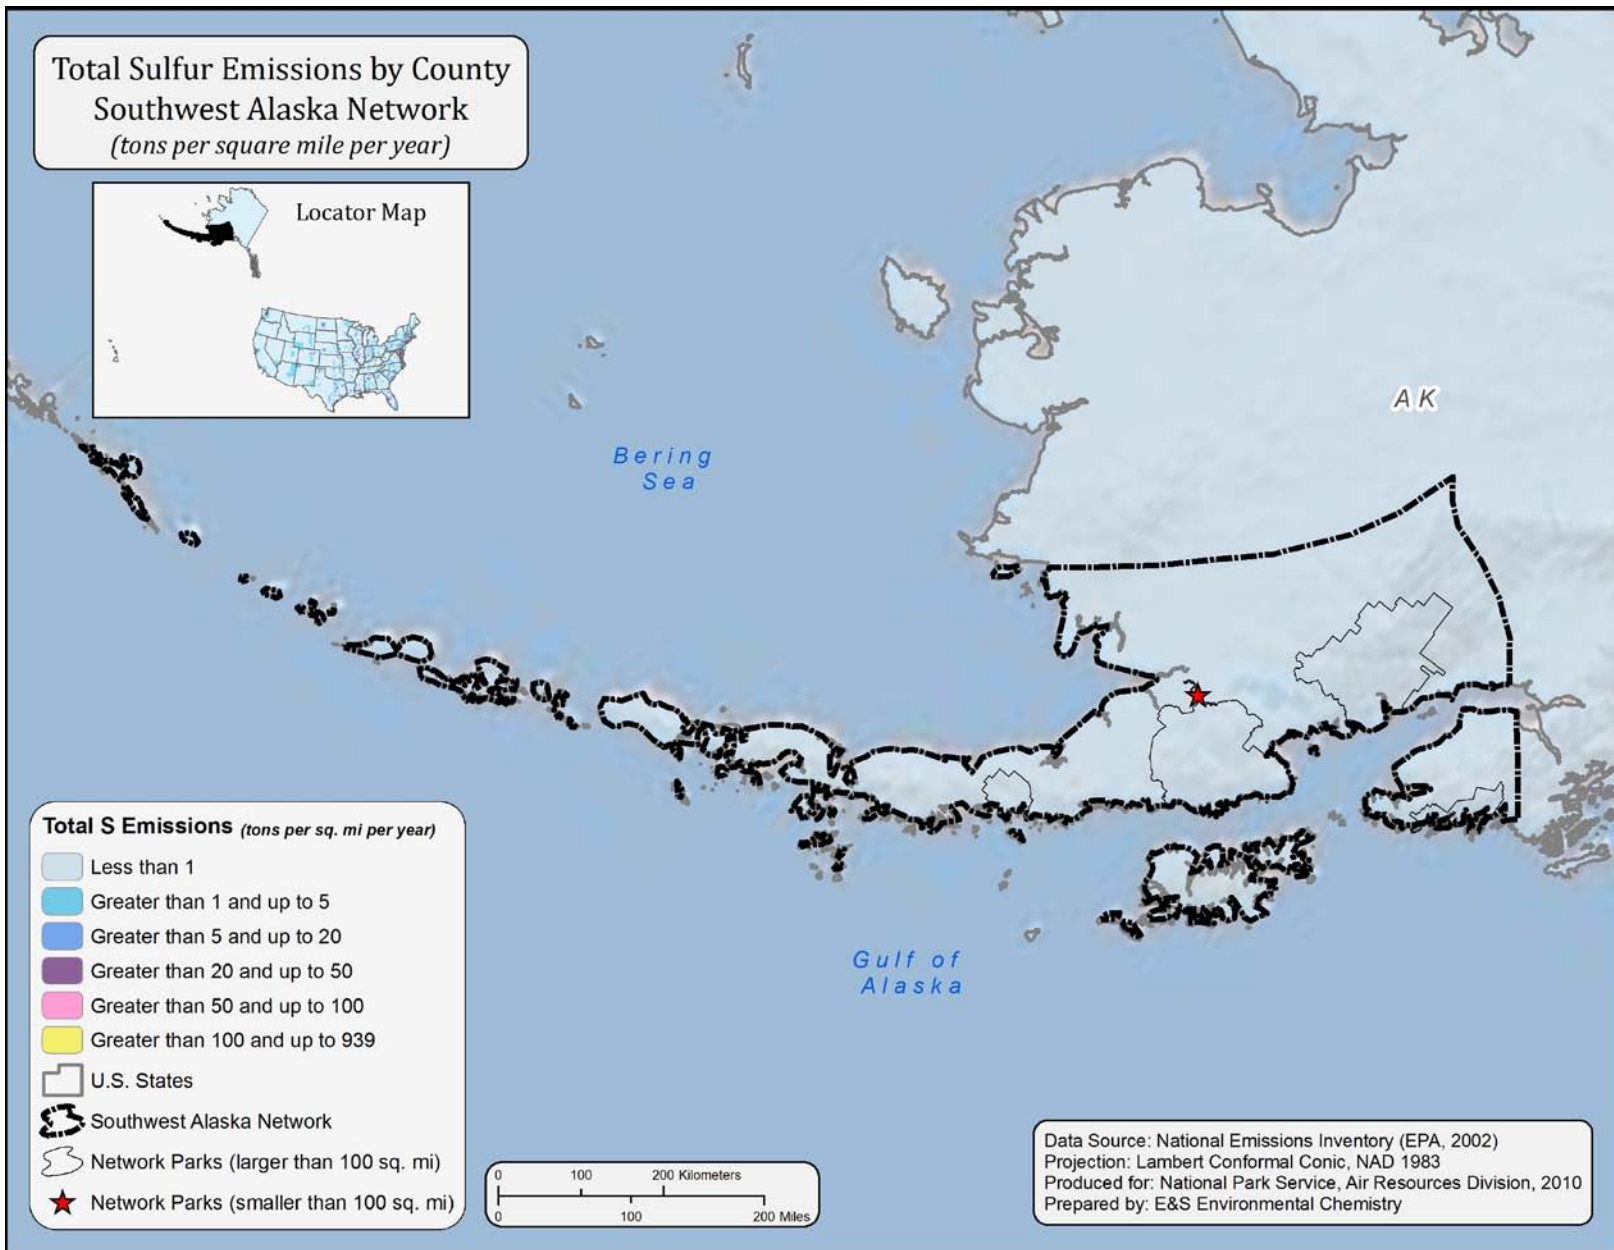 Total Sulfur Emissions by County
Southwest Alaska Network
(tons per square mile per year)
Locator Map
AK
Bering
Sea
Gulf of
Alaska
Total S Emissions (tons per sq. mi per year)
Less than 1
Greater than 1 and up to 5
Greater than 5 and up to 20
Greater than 20 and up to 50
Greater than 50 and up to 100
Greater than 100 and up to 939
U.S. States
Southwest Alaska Network
Network Parks (larger than 100 sq. mi)
Network Parks (smaller than 100 sq. mi)
0 100 200 Kilometers
0 100 200 Miles
Data Source: National Emissions Inventory (EPA, 2002)
Projection: Lambert Conformal Conic, NAD 1983
Produced for: National Park Service, Air Resources Division, 2010
Prepared by: E&S Environmental Chemistry